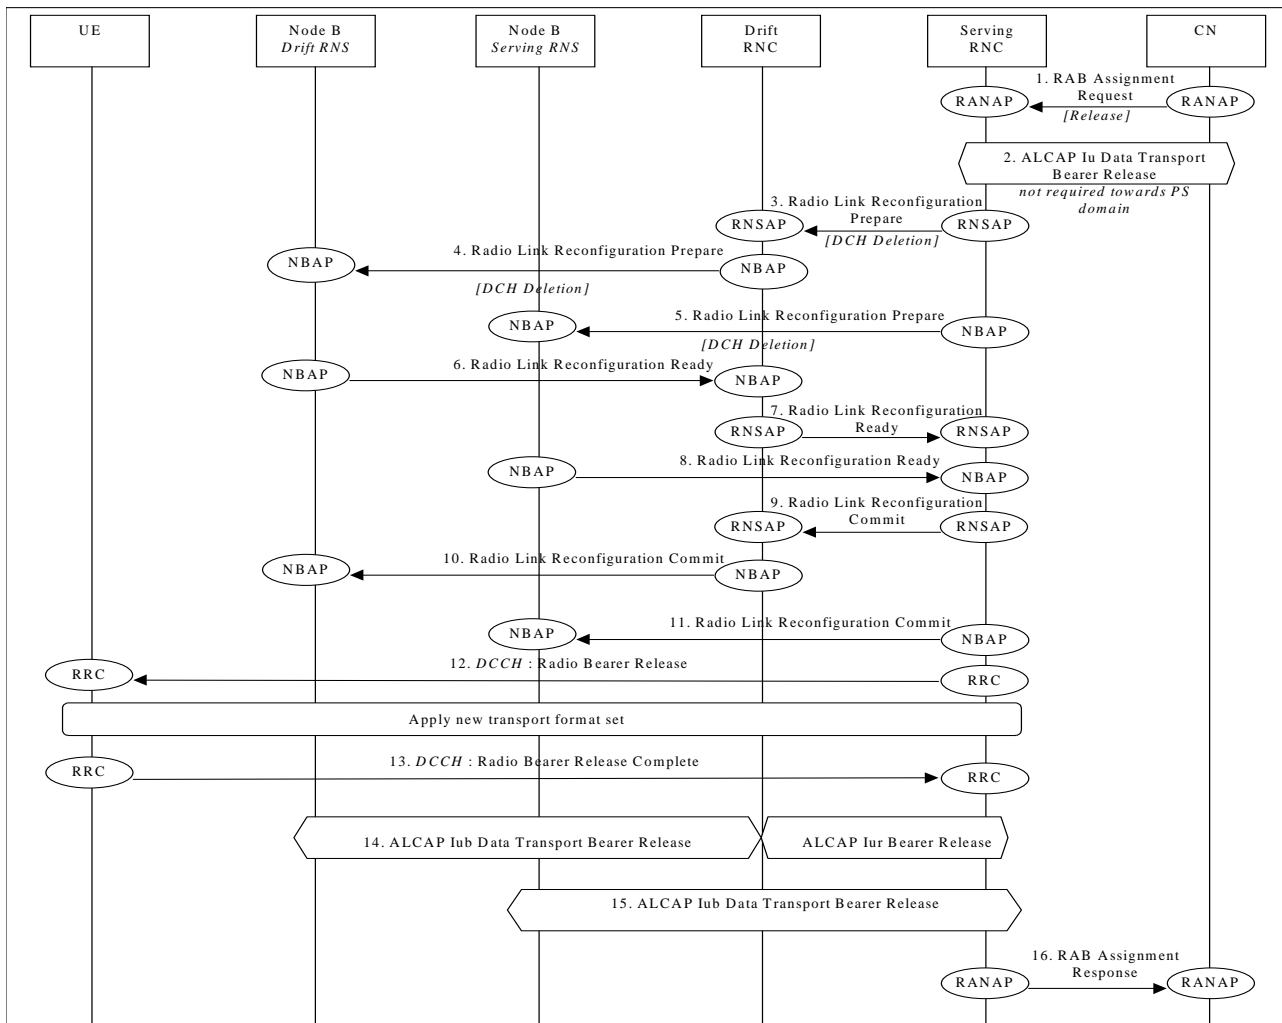 UE
Node B
Drift RNS
Node B
Serving RNS
Drift
RNC
Serving
RNC
CN
1. RAB Assignment
Request
RANAP
RANAP
[Release]
2. ALCAP Iu Data Transport
Bearer Release
not required towards PS
domain
3. Radio Link Reconfiguration
Prepare
RNSAP
RNSAP
[DCH Deletion]
4. Radio Link Reconfiguration Prepare
NBAP
NBAP
[DCH Deletion]
5. Radio Link Reconfiguration Prepare
NBAP
NBAP
[DCH Deletion]
6. Radio Link Reconfiguration Ready
NBAP
NBAP
7. Radio Link Reconfiguration
Ready
RNSAP
RNSAP
8. Radio Link Reconfiguration Ready
NBAP
NBAP
9. Radio Link Reconfiguration
Commit
RNSAP
RNSAP
10. Radio Link Reconfiguration Commit
NBAP
NBAP
11. Radio Link Reconfiguration Commit
NBAP
NBAP
12. DCCH : Radio Bearer Release
RRC
RRC
Apply new transport format set
13. DCCH : Radio Bearer Release Complete
RRC
RRC
14. ALCAP Iub Data Transport Bearer Release
ALCAP Iur Bearer Release
15. ALCAP Iub Data Transport Bearer Release
16. RAB Assignment
Response
RANAP
RANAP